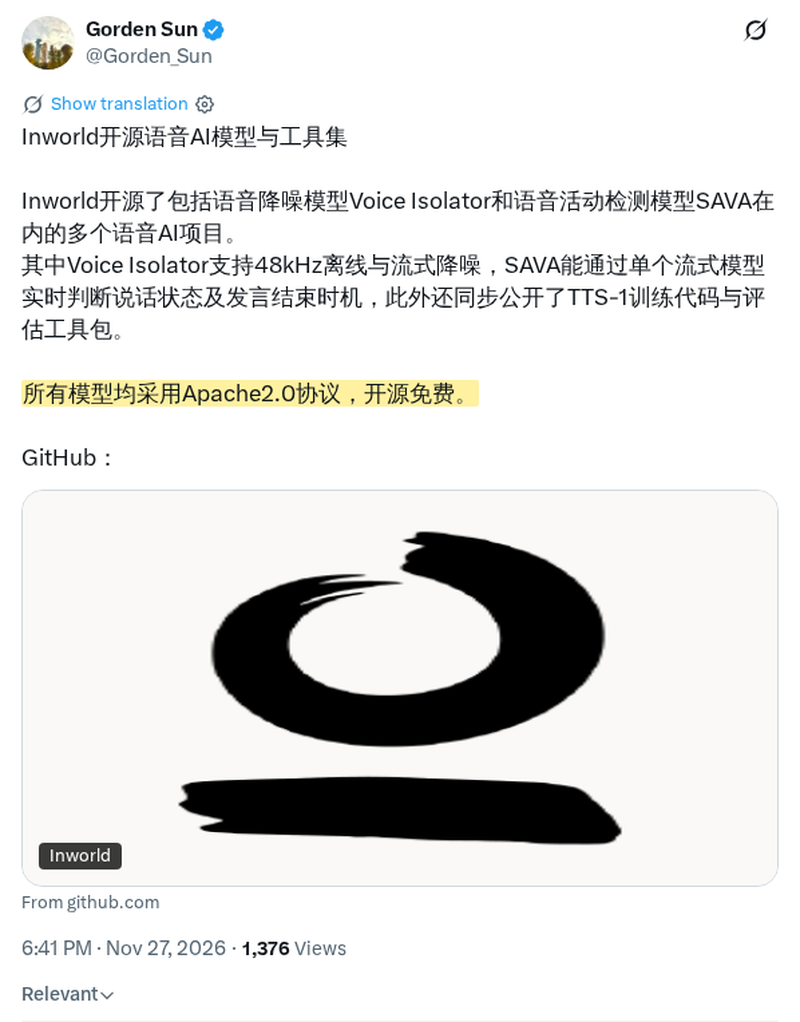 Gorden Sun
@Gorden_Sun
Show translation
Inworld开源语音AI模型与工具集
Inworld开源了包括语音降噪模型Voice Isolator和语音活动检测模型SAVA在
内的多个语音AI项目。
其中Voice Isolator支持48kHz离线与流式降噪，SAVA能通过单个流式模型
实时判断说话状态及发言结束时机，此外还同步公开了TTS-1训练代码与评
估工具包。
所有模型均采用Apache2.0协议，开源免费。
GitHub：
Inworld
From github.com
6:41 PM · Nov 27, 2026 · 1,376 Views
Relevant